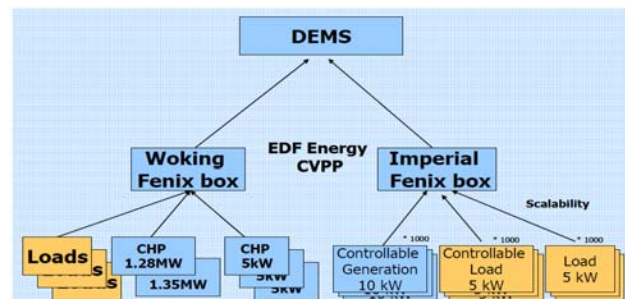 DEMS
EDF Energy
CVPP
Woking
Fenix box
Imperial
Fenix box
Scalability
* 1000
* 1000
* 1000
Loads
CHP
1.28MW
1.35MW
CHP
5kW
5kW
5kW
Controllable
Generation
10 kW
Controllable
Load
5 kW
Load
5 kW